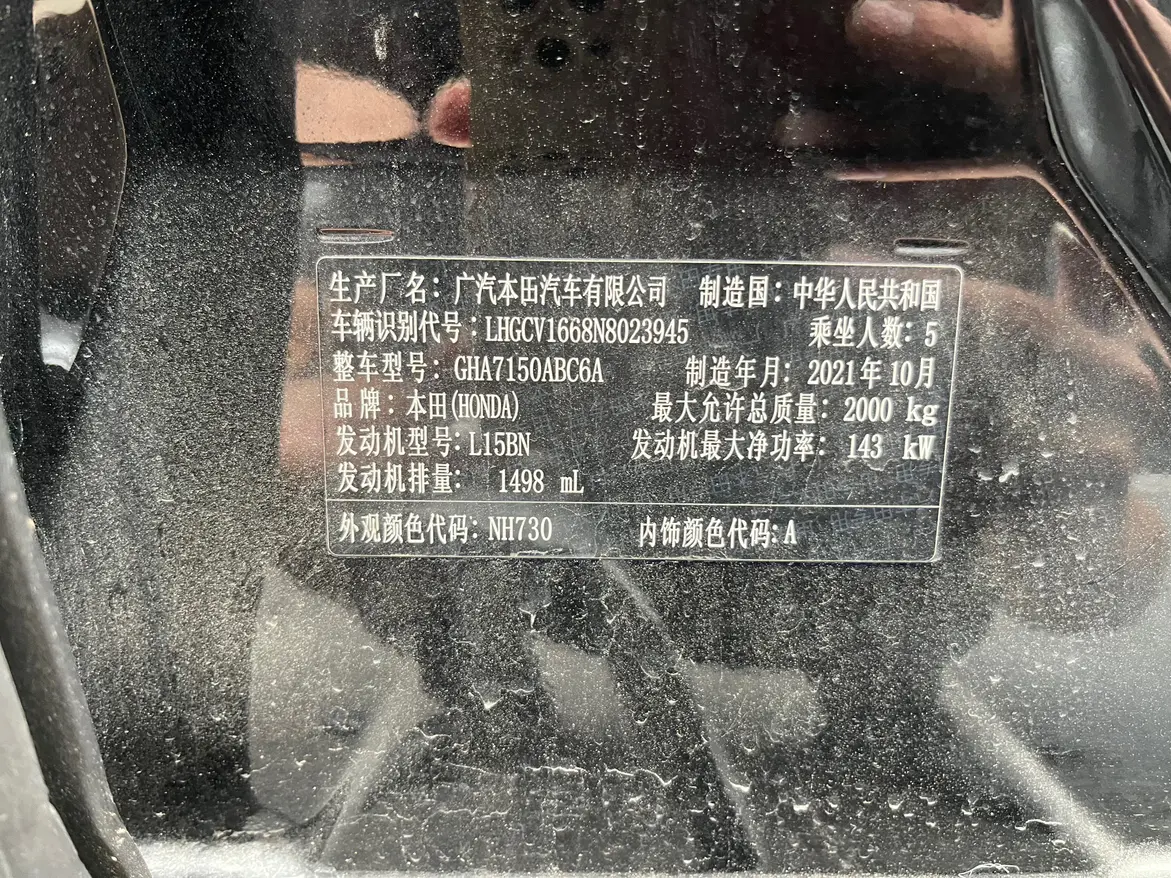 生产厂名：广汽本田汽车有限公司 制造国：中华人民共和国
车辆识别代号：LHGCV1668N8023945 乘坐人数：5
整车型号：GHA7150ABC6A 制造年月：2021年10月
品牌：本田(HONDA) 最大允许总质量：2000 kg
发动机型号：L15BN 发动机最大净功率：143 kW
发动机排量：1498 mL
外观颜色代码：NH730 内饰颜色代码:A